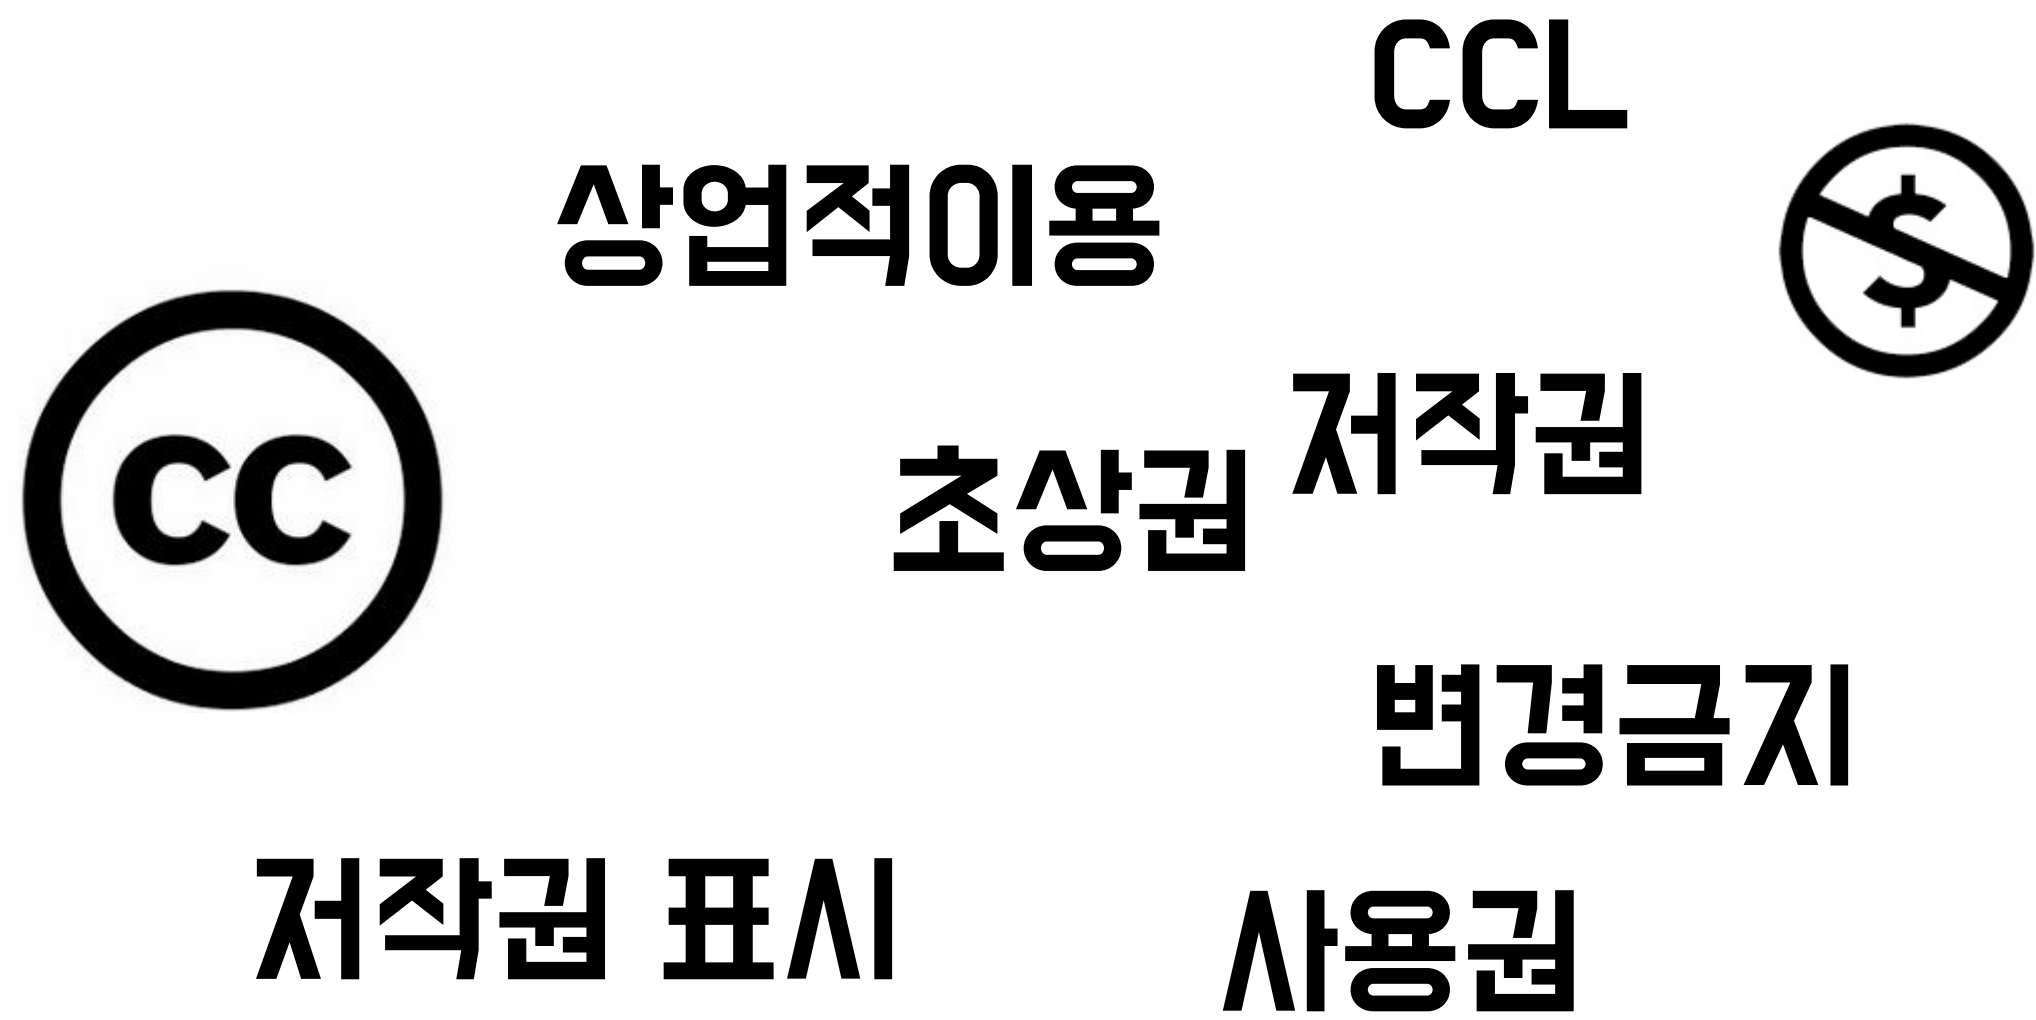 CCL
상업적이용
$
저작권
초상권
cc
변경금지
저작권 표시
사용권